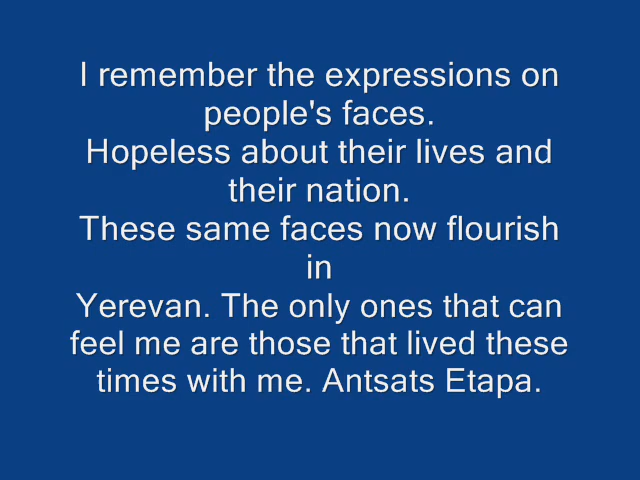 I remember the expressions on
people's faces.
Hopeless about their lives and
their nation.
These same faces now flourish
in
Yerevan. The only ones that can
feel me are those that lived these
times with me. Antsats Etapa.